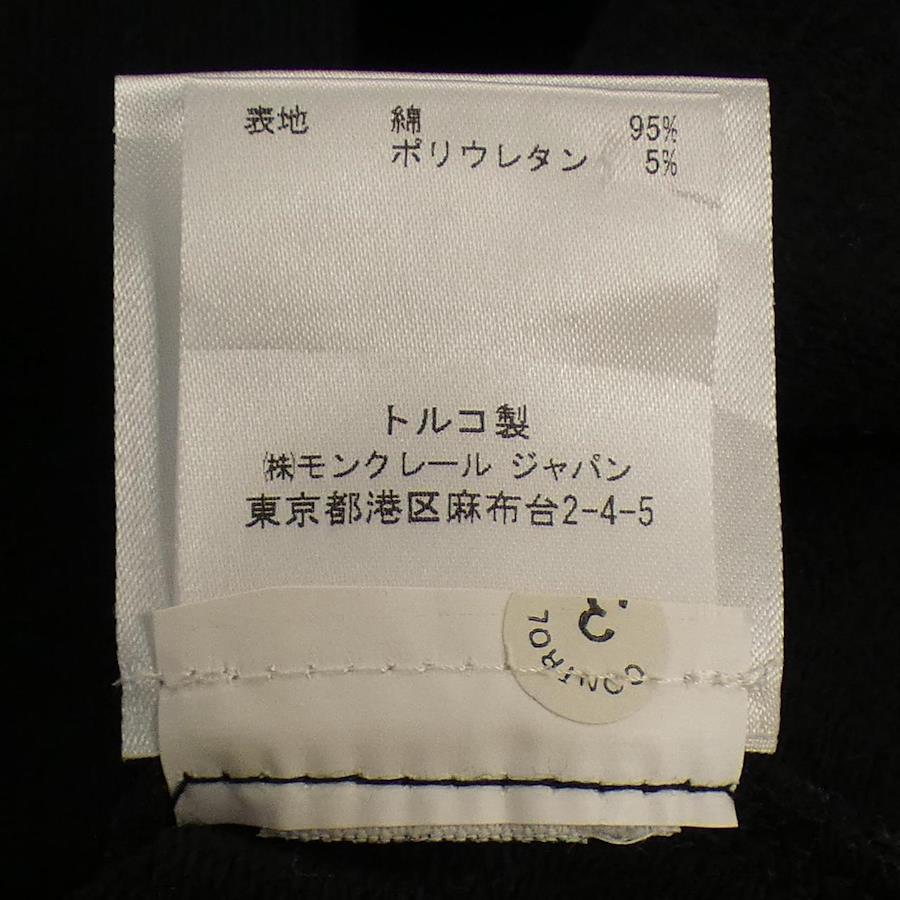 表地 綿 95%
ポリウレタン 5%
トルコ製
㈱モンクレール ジャパン
東京都港区麻布台2-4-5
CONTROL